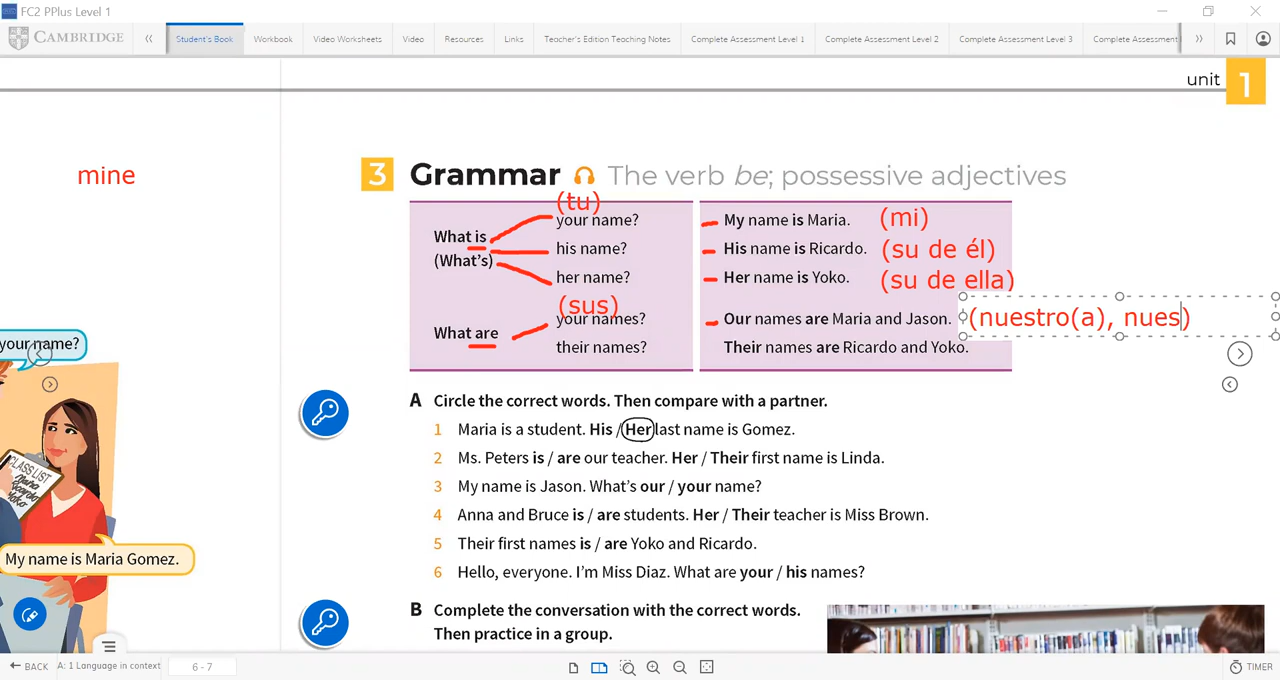 FC2 PPlus Level 1
CAMBRIDGE
Student's Book
Workbook
Video Worksheets
Video
Resources
Links
Teacher's Edition Teaching Notes
Complete Assessment Level 1
Complete Assessment Level 2
Complete Assessment Level 3
Complete Assessment
unit 1
mine
3 Grammar The verb be; possessive adjectives
(tu)
your name?
What is
his name?
(What's)
her name?
(sus)
your names?
What are
their names?
My name is Maria. (mi)
His name is Ricardo. (su de él)
Her name is Yoko. (su de ella)
Our names are Maria and Jason. (nuestro(a), nues)
Their names are Ricardo and Yoko.
your name?
CLASS LIST
Maria
Ricardo
Yoko
My name is Maria Gomez.
A Circle the correct words. Then compare with a partner.
1 Maria is a student. His / Her last name is Gomez.
2 Ms. Peters is / are our teacher. Her / Their first name is Linda.
3 My name is Jason. What's our / your name?
4 Anna and Bruce is / are students. Her / Their teacher is Miss Brown.
5 Their first names is / are Yoko and Ricardo.
6 Hello, everyone. I'm Miss Diaz. What are your / his names?
B Complete the conversation with the correct words.
Then practice in a group.
BACK
A: 1 Language in context
6 - 7
TIMER